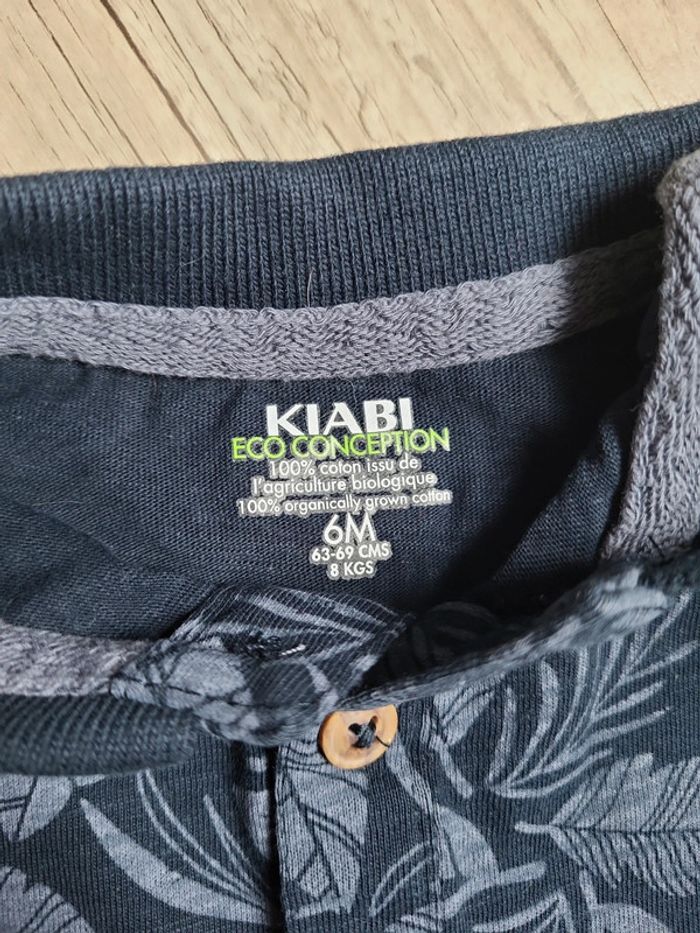 KIABI
ECO CONCEPTION
100% coton issu de
l'agriculture biologique
100% organically grown cotton
6M
63-69 CMS
8 KGS